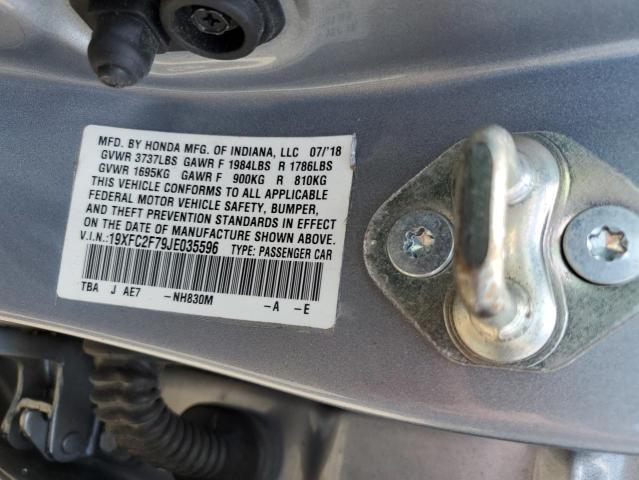 MFD. BY HONDA MFG. OF INDIANA, LLC 07/'18
GVWR 3737LBS GAWR F 1984LBS R 1786LBS
GVWR 1695KG GAWR F 900KG R 810KG
THIS VEHICLE CONFORMS TO ALL APPLICABLE
FEDERAL MOTOR VEHICLE SAFETY, BUMPER,
AND THEFT PREVENTION STANDARDS IN EFFECT
ON THE DATE OF MANUFACTURE SHOWN ABOVE.
V.I.N.:19XFC2F79JE035596 TYPE: PASSENGER CAR
TBA J AE7 -NH830M -A -E